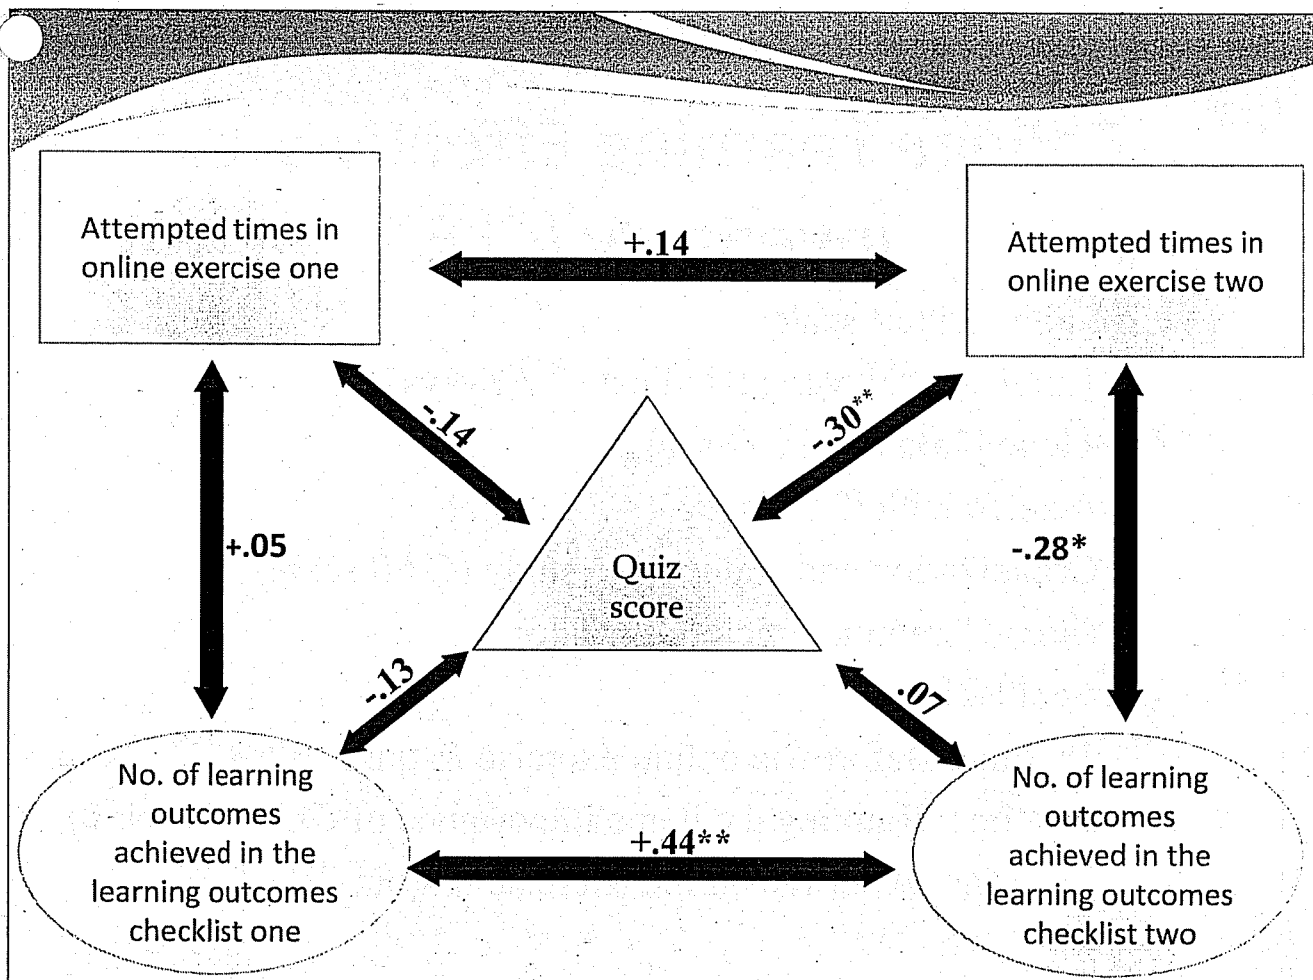 Attempted times in
online exercise one
+.14
Attempted times in
online exercise two
-.14
-.30**
+.05
Quiz
score
-.28*
-.13
.07
No. of learning
outcomes
achieved in the
learning outcomes
checklist one
+.44**
No. of learning
outcomes
achieved in the
learning outcomes
checklist two